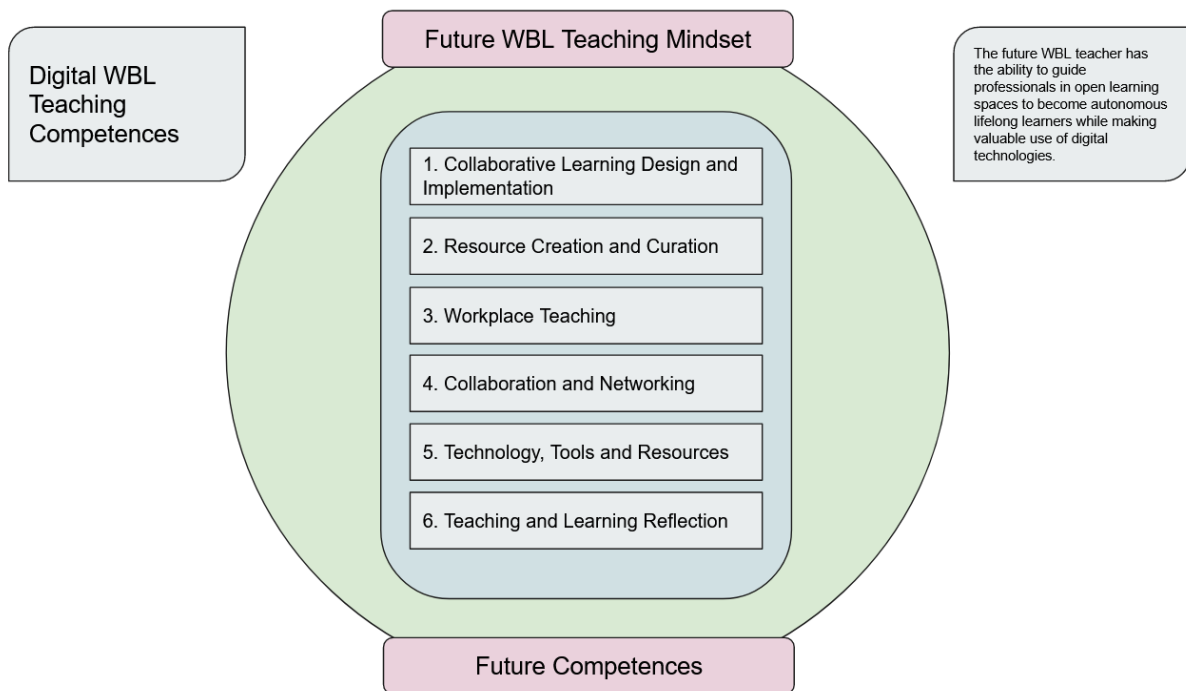 Future WBL Teaching Mindset
Digital WBL
Teaching
Competences
The future WBL teacher has
the ability to guide
professionals in open learning
spaces to become autonomous
lifelong learners while making
valuable use of digital
technologies.
1. Collaborative Learning Design and
Implementation
2. Resource Creation and Curation
3. Workplace Teaching
4. Collaboration and Networking
5. Technology, Tools and Resources
6. Teaching and Learning Reflection
Future Competences